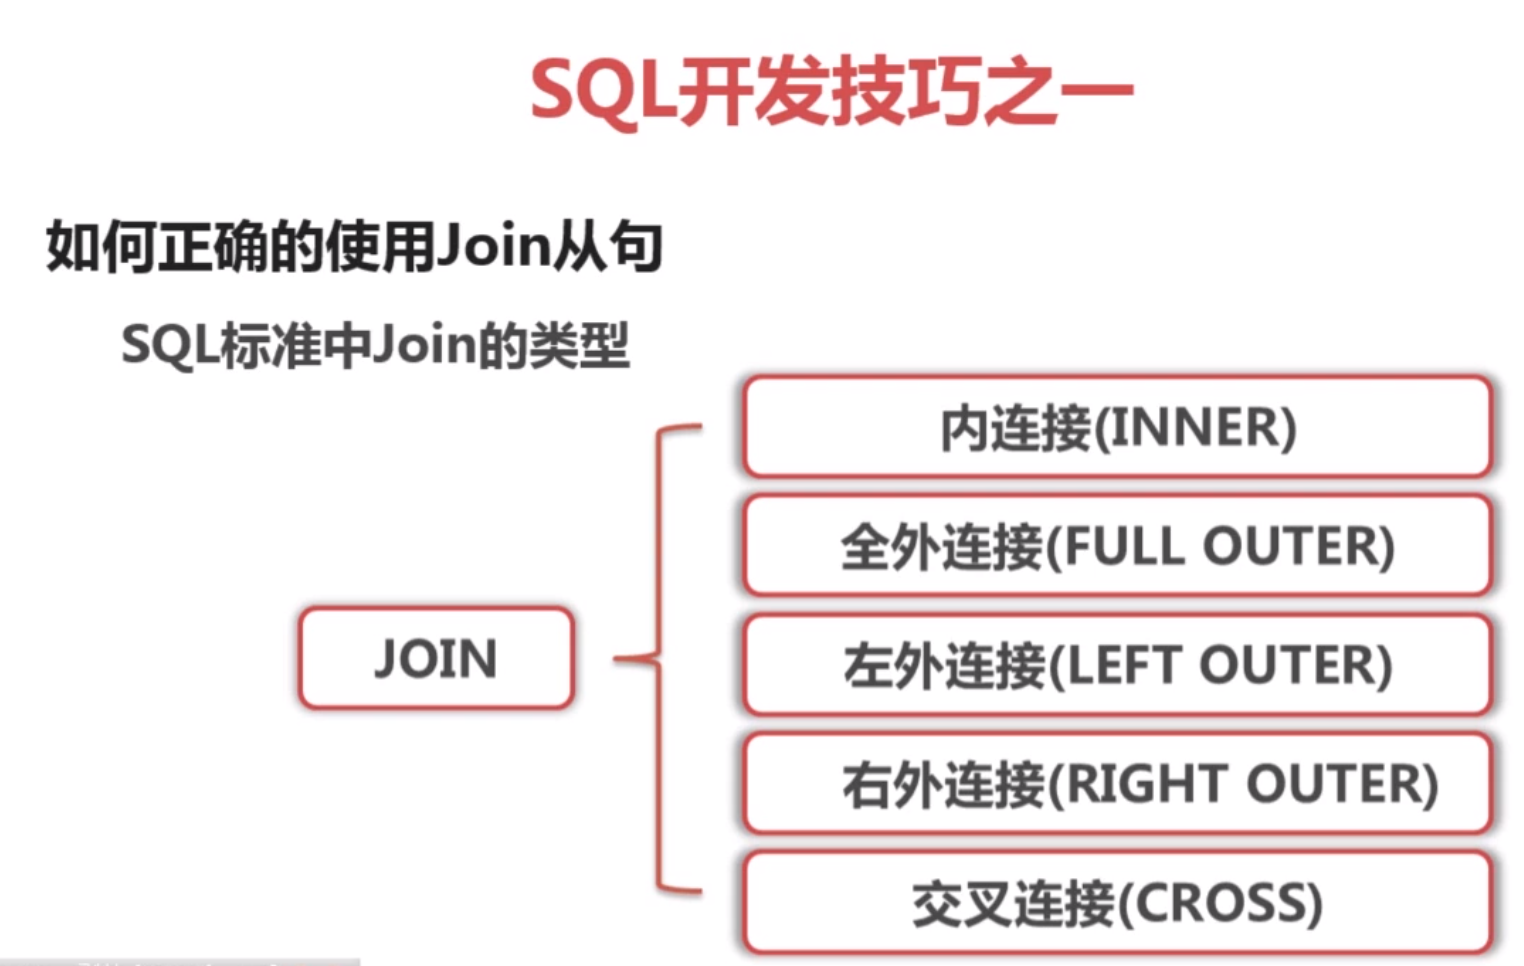 SQL开发技巧之一
如何正确的使用Join从句
SQL标准中Join的类型
内连接(INNER)
全外连接(FULL OUTER)
JOIN
左外连接(LEFT OUTER)
右外连接(RIGHT OUTER)
交叉连接(CROSS)